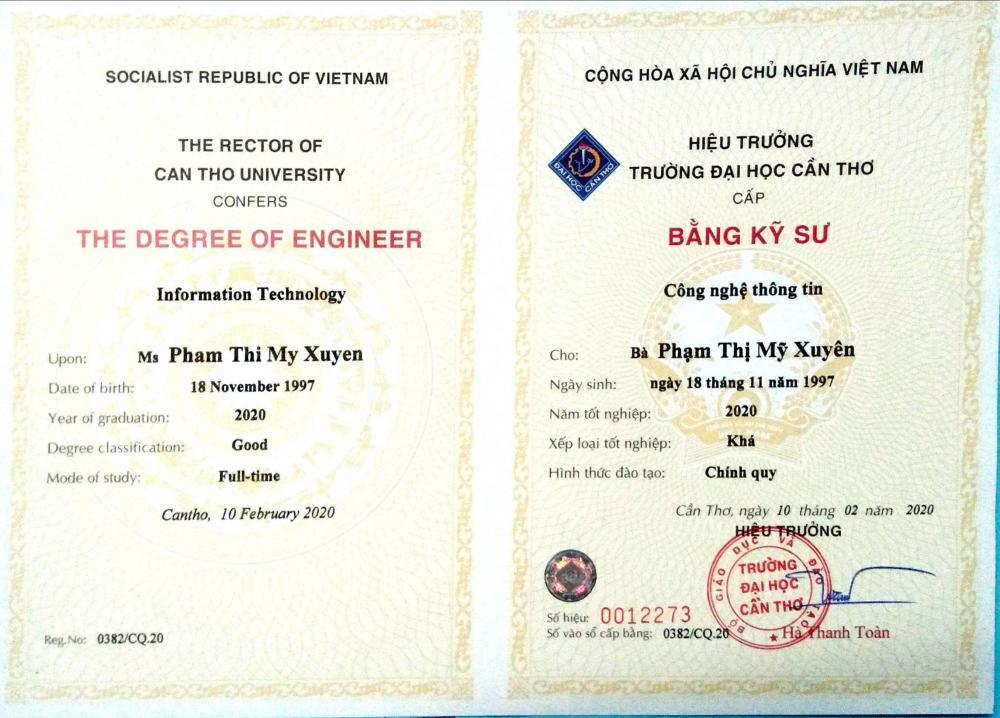 SOCIALIST REPUBLIC OF VIETNAM
THE RECTOR OF
CAN THO UNIVERSITY
CONFERS
THE DEGREE OF ENGINEER
Information Technology
Upon: Ms Pham Thi My Xuyen
Date of birth: 18 November 1997
Year of graduation: 2020
Degree classification: Good
Mode of study: Full-time
Cantho, 10 February 2020
Reg.No: 0382/CQ.20
CỘNG HÒA XÃ HỘI CHỦ NGHĨA VIỆT NAM
ĐẠI HỌC CẦN THƠ
HIỆU TRƯỞNG
TRƯỜNG ĐẠI HỌC CẦN THƠ
CẤP
BẰNG KỸ SƯ
Công nghệ thông tin
Cho: Bà Phạm Thị Mỹ Xuyên
Ngày sinh: ngày 18 tháng 11 năm 1997
Năm tốt nghiệp: 2020
Xếp loại tốt nghiệp: Khá
Hình thức đào tạo: Chính quy
Cần Thơ, ngày 10 tháng 02 năm 2020
HIỆU TRƯỞNG
BỘ GIÁO DỤC VÀ ĐÀO TẠO
TRƯỜNG
ĐẠI HỌC
CẦN THƠ
Số hiệu: 0012273
Số vào sổ cấp bằng: 0382/CQ.20
Hà Thanh Toàn